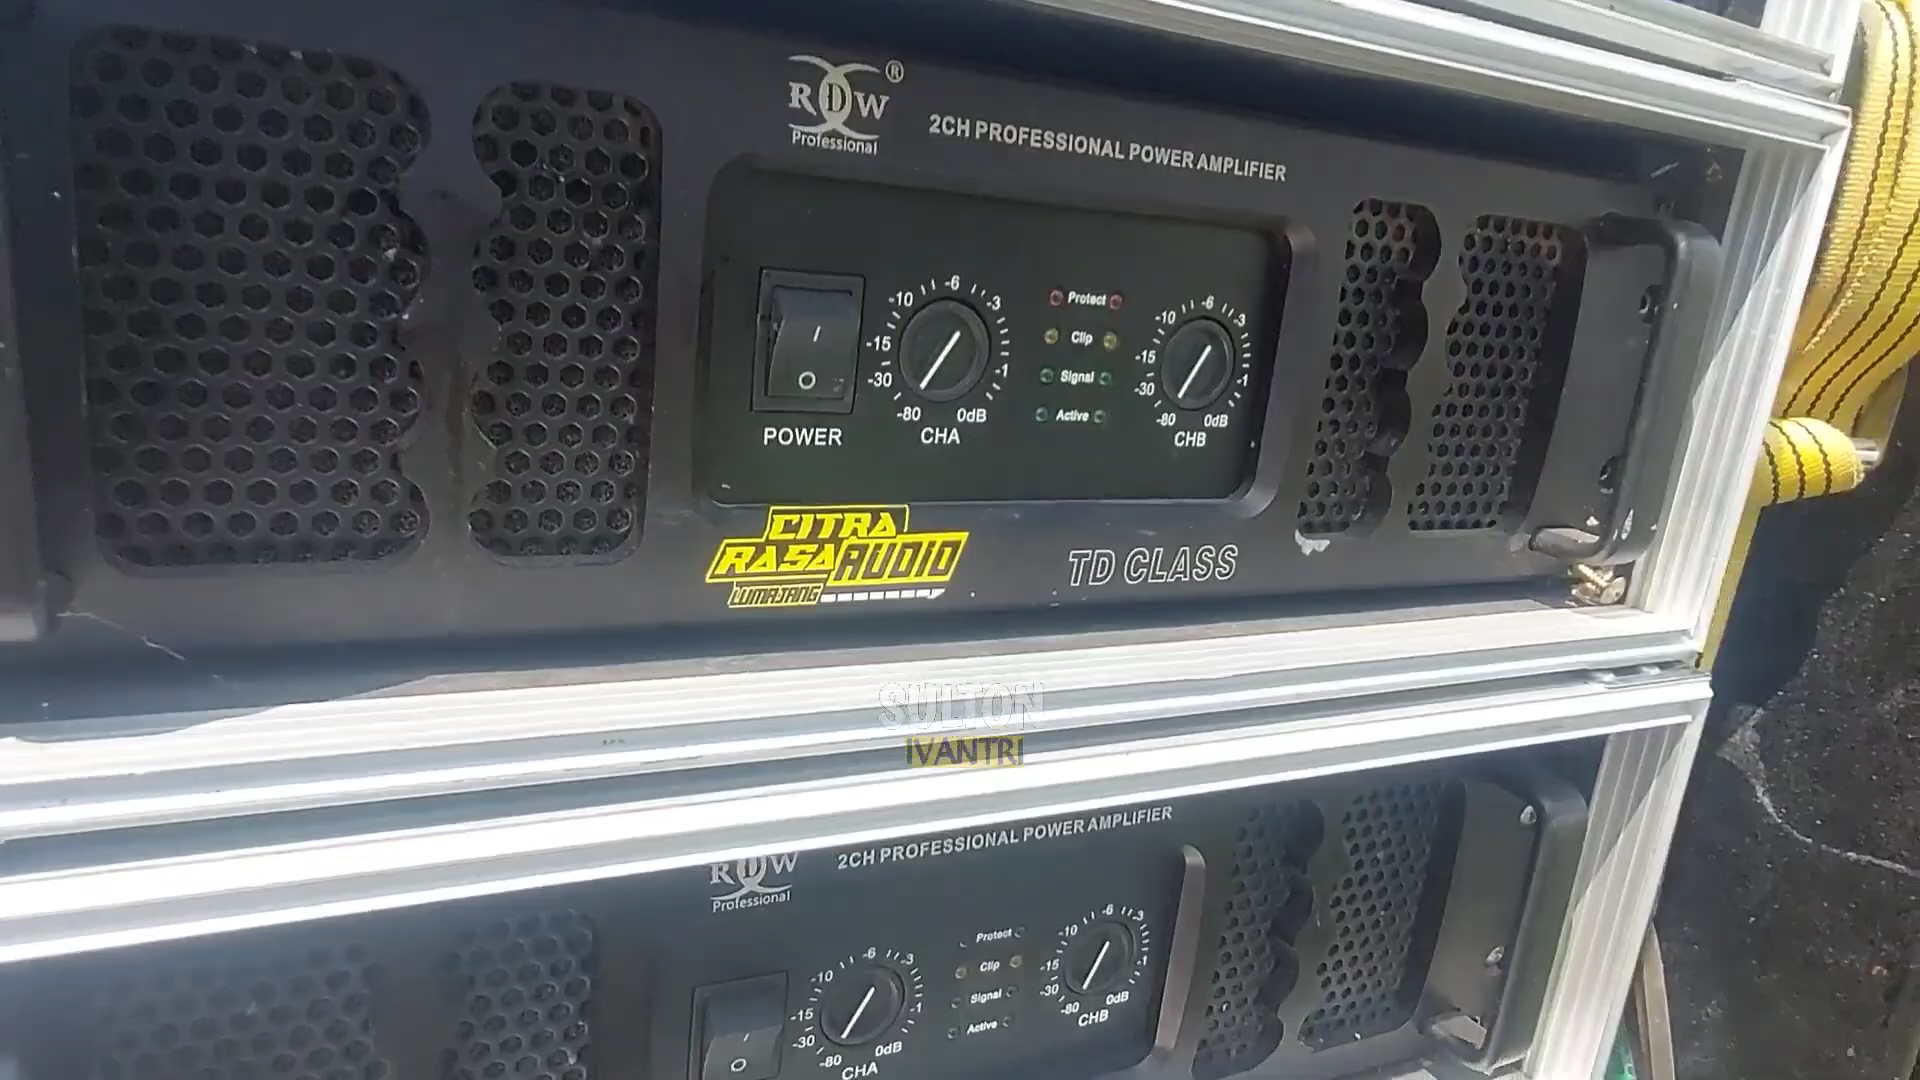 RDW ®
Professional
2CH PROFESSIONAL POWER AMPLIFIER
-80 -30 -15 -10 -6 -3 -1 0dB
POWER
CHA
Protect
Clip
Signal
Active
-80 -30 -15 -10 -6 -3 -1 0dB
CHB
CITRA
RASA AUDIO
LUMAJANG
TD CLASS
SULTON
IVANTRI
RDW
Professional
2CH PROFESSIONAL POWER AMPLIFIER
-80 -30 -15 -10 -6 -3 -1 0dB
CHA
Protect
Clip
Signal
Active
-80 -30 -15 -10 -6 -3 -1 0dB
CHB